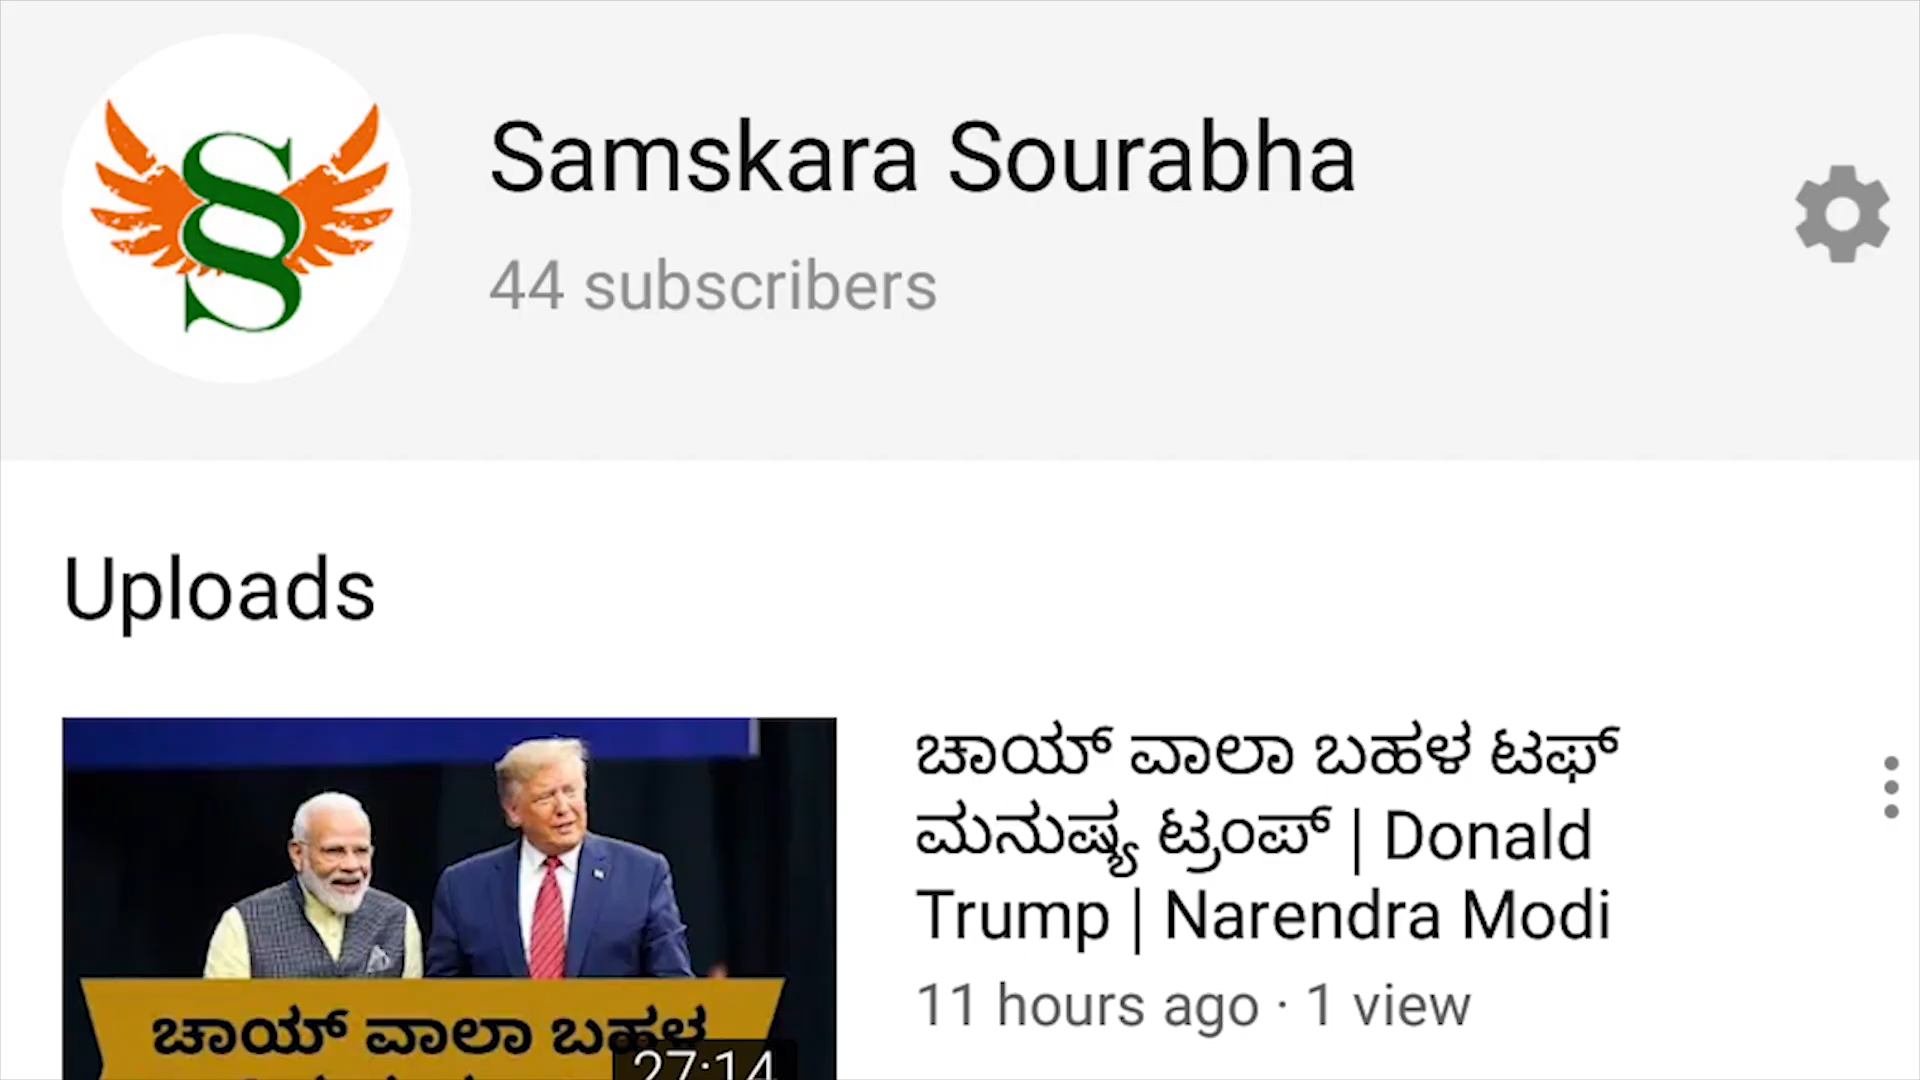 Samskara Sourabha
44 subscribers
Uploads
ಚಾಯ್ ವಾಲಾ ಬಹಳ ಟಫ್
ಮನುಷ್ಯ ಟ್ರಂಪ್ | Donald
Trump | Narendra Modi
11 hours ago · 1 view
ಚಾಯ್ ವಾಲಾ ಬಹಳ
27:14